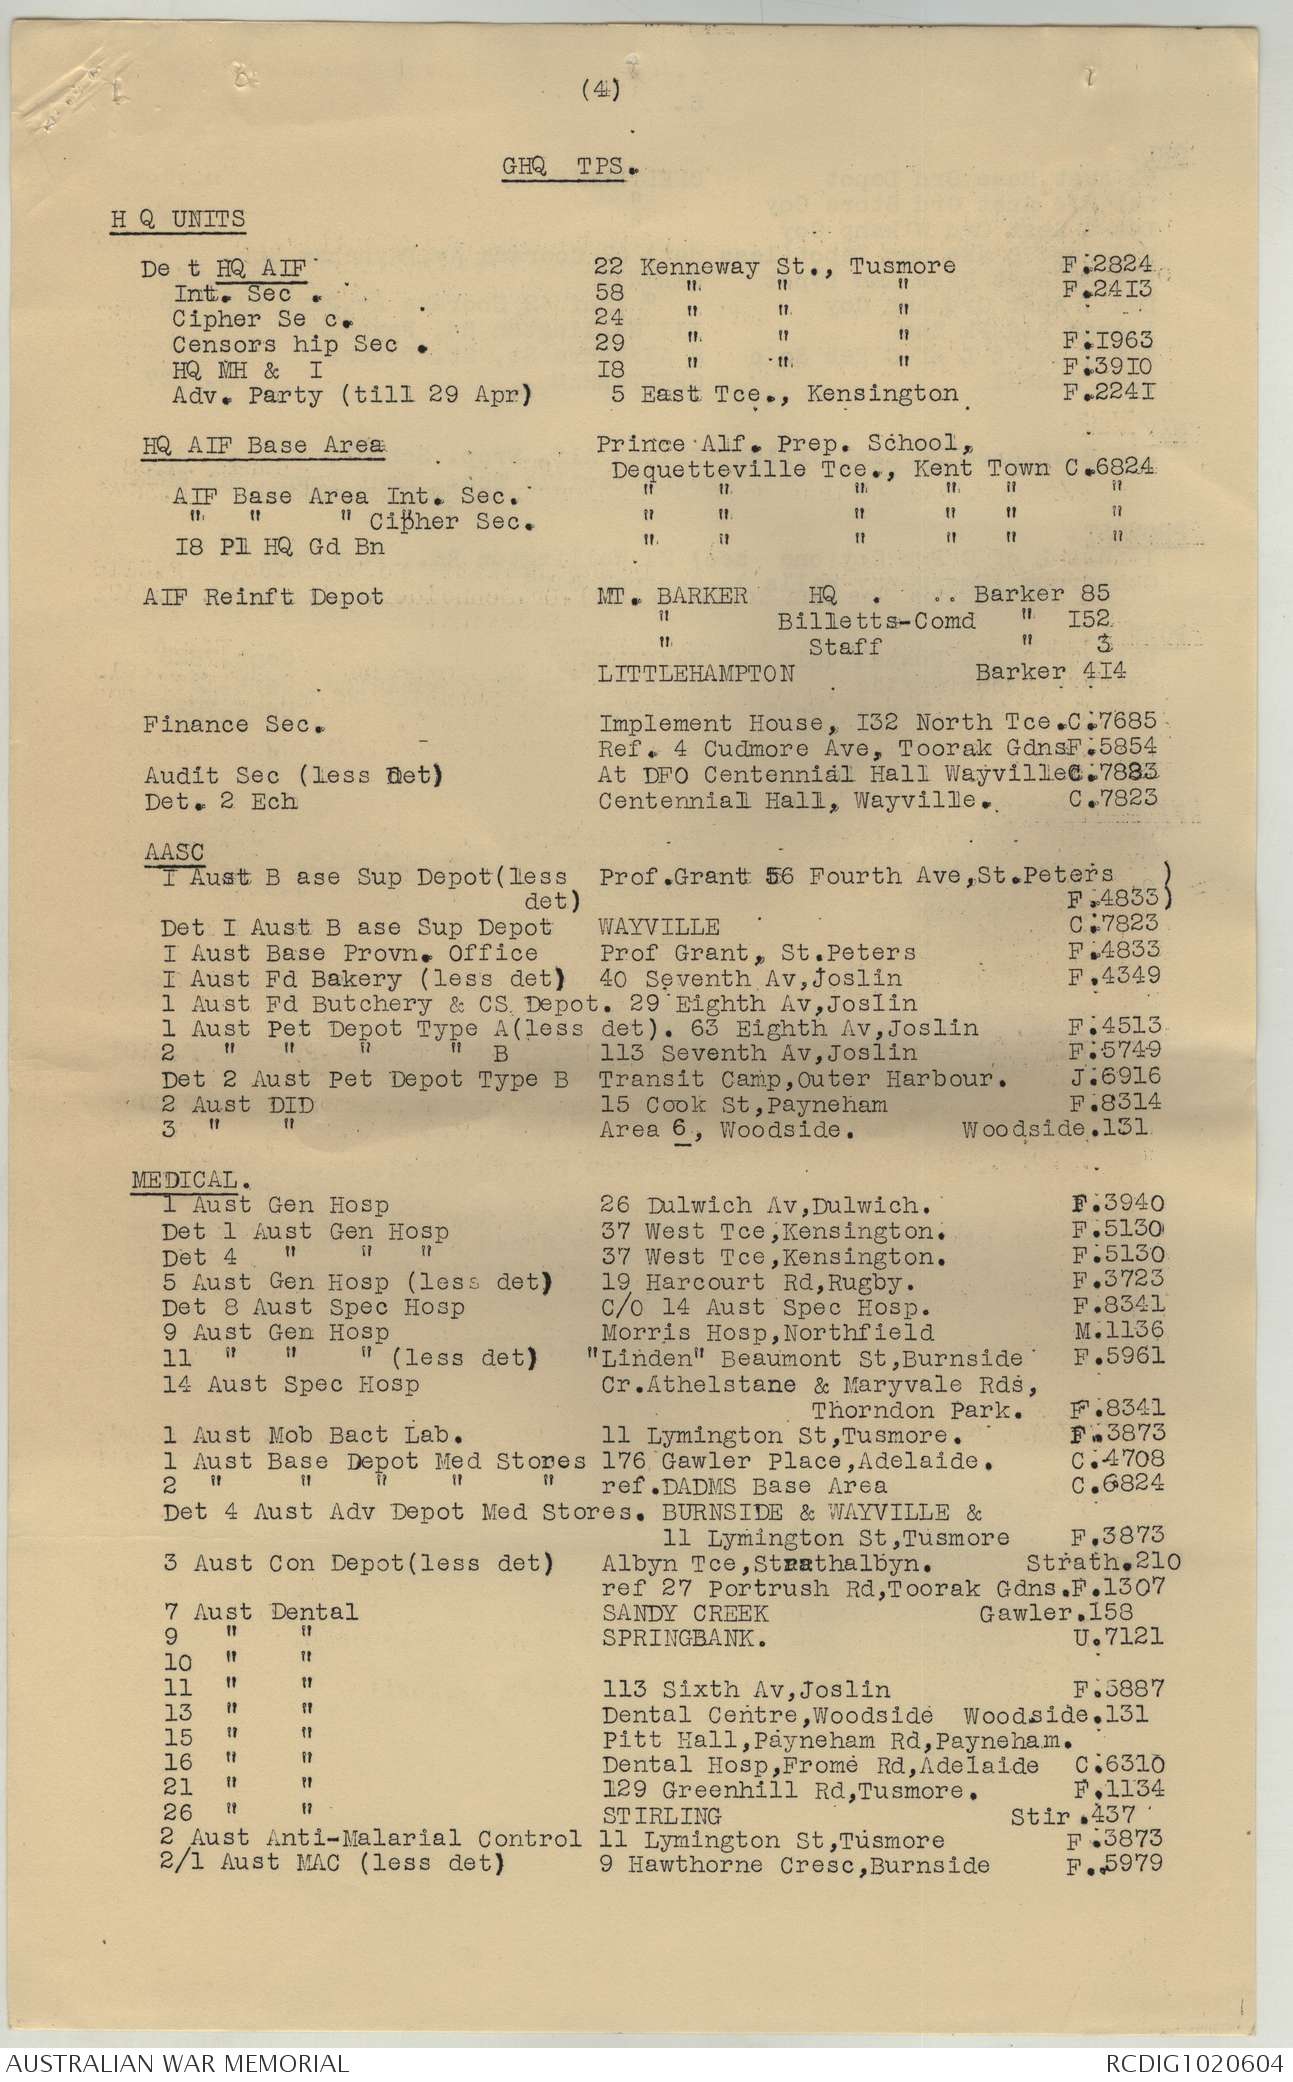 (4)
GHQ TPS.
H Q UNITS
De t HQ AIF 22 Kenneway St., Tusmore F.2824
Int. Sec . 58 " " " F.2413
Cipher Se c. 24 " " "
Censors hip Sec . 29 " " " F.I963
HQ MH & I I8 " " " F.39I0
Adv. Party (till 29 Apr) 5 East Tce., Kensington F.224I
HQ AIF Base Area Prince Alf. Prep. School,
Dequetteville Tce., Kent Town C.6824
AIF Base Area Int. Sec. " " " " " "
" " " Cipher Sec. " " " " " "
I8 Pl HQ Gd Bn " " " " " "
AIF Reinft Depot MT. BARKER HQ . .. Barker 85
" Billetts-Comd " I52
" Staff " 3
LITTLEHAMPTON Barker 4I4
Finance Sec. Implement House, I32 North Tce.C.7685
Ref. 4 Cudmore Ave, Toorak GdnsF.5854
Audit Sec (less Det) At DFO Centennial Hall WayvilleC.7823
Det. 2 Ech Centennial Hall, Wayville. C.7823
AASC
I Aust B ase Sup Depot(less Prof.Grant 56 Fourth Ave,St.Peters )
det) F.4833)
Det I Aust B ase Sup Depot WAYVILLE C.7823
I Aust Base Provn. Office Prof Grant, St.Peters F.4833
I Aust Fd Bakery (less det) 40 Seventh Av,Joslin F.4349
1 Aust Fd Butchery & CS Depot. 29 Eighth Av,Joslin
1 Aust Pet Depot Type A(less det). 63 Eighth Av,Joslin F.4513
2 " " " " B 113 Seventh Av,Joslin F.5749
Det 2 Aust Pet Depot Type B Transit Camp,Outer Harbour. J.6916
2 Aust DID 15 Cook St,Payneham F.8314
3 " " Area 6, Woodside. Woodside.131
MEDICAL.
1 Aust Gen Hosp 26 Dulwich Av,Dulwich. F.3940
Det 1 Aust Gen Hosp 37 West Tce,Kensington. F.5130
Det 4 " " " 37 West Tce,Kensington. F.5130
5 Aust Gen Hosp (less det) 19 Harcourt Rd,Rugby. F.3723
Det 8 Aust Spec Hosp C/O 14 Aust Spec Hosp. F.8341
9 Aust Gen Hosp Morris Hosp,Northfield M.1136
11 " " " (less det) "Linden" Beaumont St,Burnside F.5961
14 Aust Spec Hosp Cr.Athelstane & Maryvale Rds,
Thorndon Park. F.8341
1 Aust Mob Bact Lab. 11 Lymington St,Tusmore. F.3873
1 Aust Base Depot Med Stores 176 Gawler Place,Adelaide. C.4708
2 " " " " " ref.DADMS Base Area C.6824
Det 4 Aust Adv Depot Med Stores. BURNSIDE & WAYVILLE &
11 Lymington St,Tusmore F.3873
3 Aust Con Depot(less det) Albyn Tce,Strathalbyn. Strath.210
ref 27 Portrush Rd,Toorak Gdns.F.1307
7 Aust Dental SANDY CREEK Gawler.158
9 " " SPRINGBANK. U.7121
10 " "
11 " " 113 Sixth Av,Joslin F.5887
13 " " Dental Centre,Woodside Woodside.131
15 " " Pitt Hall,Payneham Rd,Payneham.
16 " " Dental Hosp,Frome Rd,Adelaide C.6310
21 " " 129 Greenhill Rd,Tusmore. F.1134
26 " " STIRLING Stir.437
2 Aust Anti-Malarial Control 11 Lymington St,Tusmore F.3873
2/1 Aust MAC (less det) 9 Hawthorne Cresc,Burnside F..5979
AUSTRALIAN WAR MEMORIAL RCDIG1020604